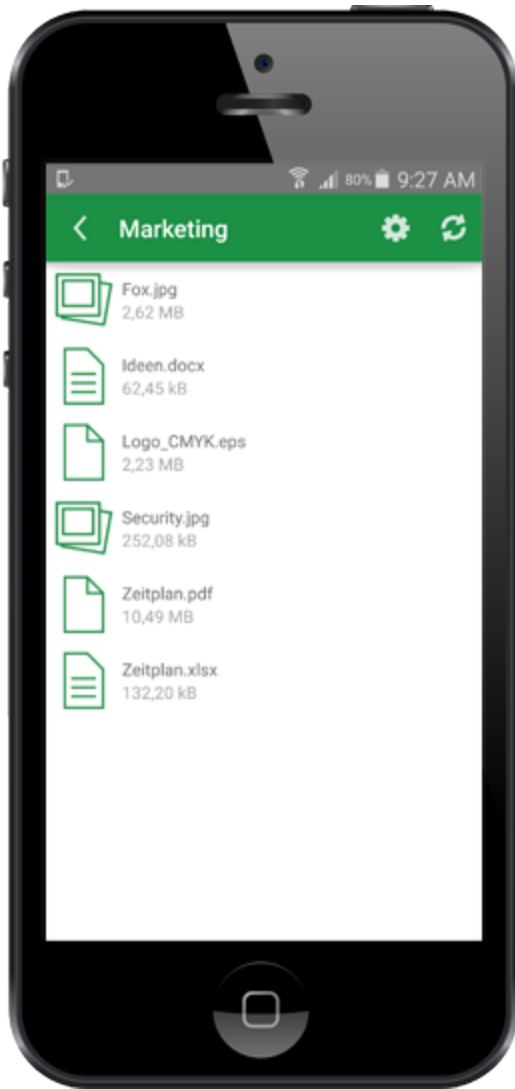 80% 9:27 AM
Marketing
Fox.jpg
2,62 MB
Ideen.docx
62,45 kB
Logo_CMYK.eps
2,23 MB
Security.jpg
252,08 kB
Zeitplan.pdf
10,49 MB
Zeitplan.xlsx
132,20 kB